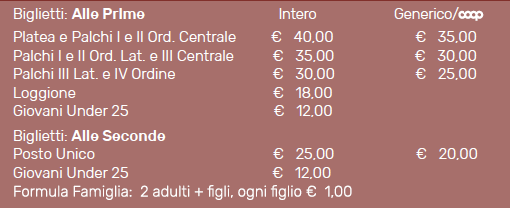 Biglietti: Alle Prime Intero Generico/coop
Platea e Palchi I e II Ord. Centrale € 40,00 € 35,00
Palchi I e II Ord. Lat. e III Centrale € 35,00 € 30,00
Palchi III Lat. e IV Ordine € 30,00 € 25,00
Loggione € 18,00
Giovani Under 25 € 12,00
Biglietti: Alle Seconde
Posto Unico € 25,00 € 20,00
Giovani Under 25 € 12,00
Formula Famiglia: 2 adulti + figli, ogni figlio € 1,00